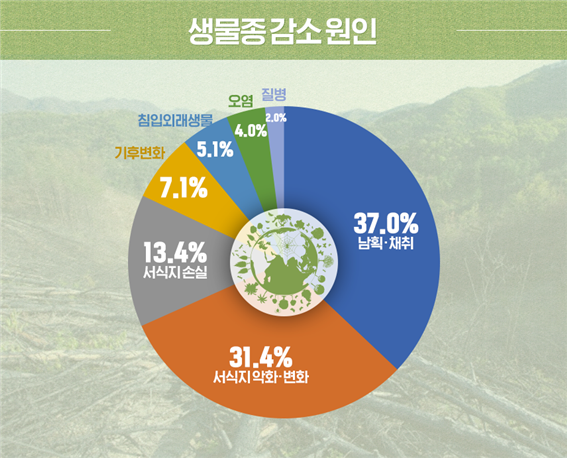 생물종 감소 원인
질병
2.0%
오염
4.0%
침입외래생물
5.1%
기후변화
7.1%
37.0%
남획·채취
13.4%
서식지 손실
31.4%
서식지 악화·변화